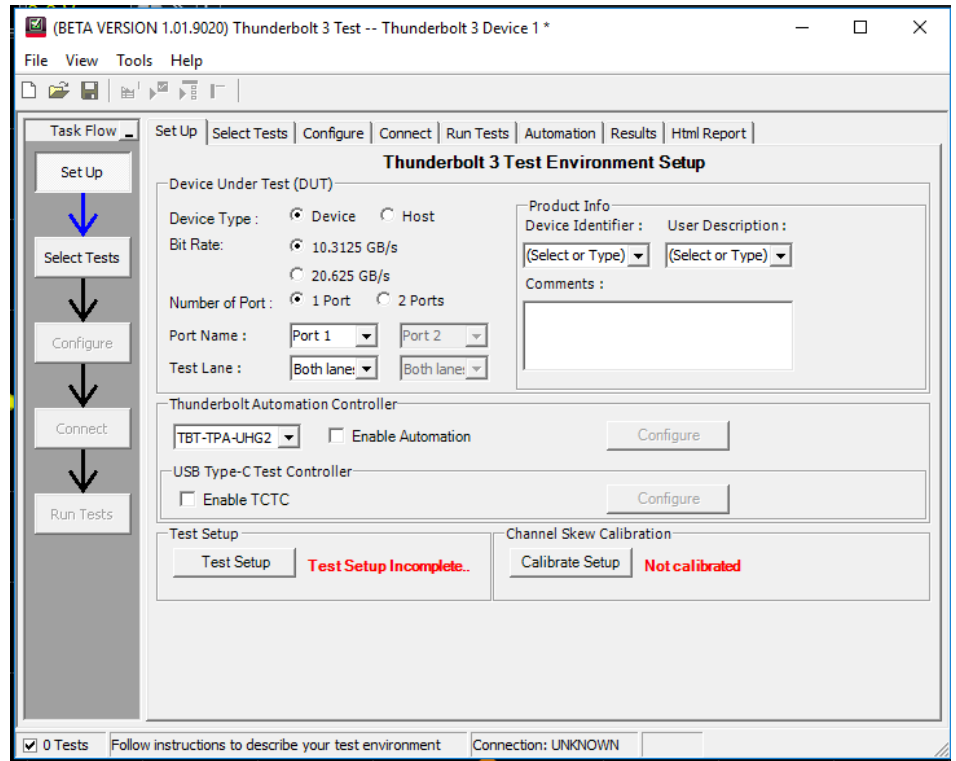 (BETA VERSION 1.01.9020) Thunderbolt 3 Test -- Thunderbolt 3 Device 1 *
File View Tools Help
Task Flow
Set Up
Select Tests
Configure
Connect
Run Tests
Set Up Select Tests Configure Connect Run Tests Automation Results Html Report
Thunderbolt 3 Test Environment Setup
Device Under Test (DUT)
Device Type : Device Host
Bit Rate: 10.3125 GB/s
20.625 GB/s
Number of Port : 1 Port 2 Ports
Port Name : Port 1 Port 2
Test Lane : Both lane: Both lane:
Product Info
Device Identifier : User Description :
(Select or Type) (Select or Type)
Comments :
Thunderbolt Automation Controller
TBT-TPA-UHG2 Enable Automation Configure
USB Type-C Test Controller
Enable TCTC Configure
Test Setup
Test Setup Test Setup Incomplete..
Channel Skew Calibration
Calibrate Setup Not calibrated
0 Tests Follow instructions to describe your test environment Connection: UNKNOWN